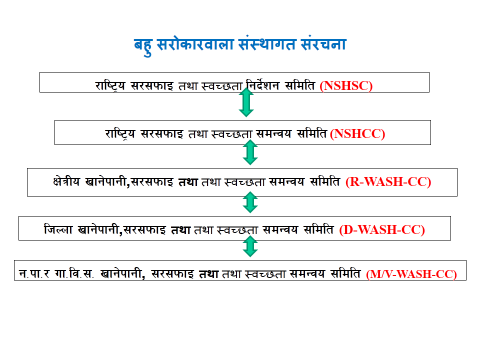 बहु सरोकारवाला संस्थागत संरचना
राष्ट्रिय सरसफाइ तथा स्वच्छता निर्देशन समिति (NSHSC)
राष्ट्रिय सरसफाइ तथा स्वच्छता समन्वय समिति (NSHCC)
क्षेत्रीय खानेपानी,सरसफाइ तथा तथा स्वच्छता समन्वय समिति (R-WASH-CC)
जिल्ला खानेपानी,सरसफाइ तथा तथा स्वच्छता समन्वय समिति (D-WASH-CC)
न.पा.र गा.वि.स. खानेपानी, सरसफाइ तथा तथा स्वच्छता समन्वय समिति (M/V-WASH-CC)